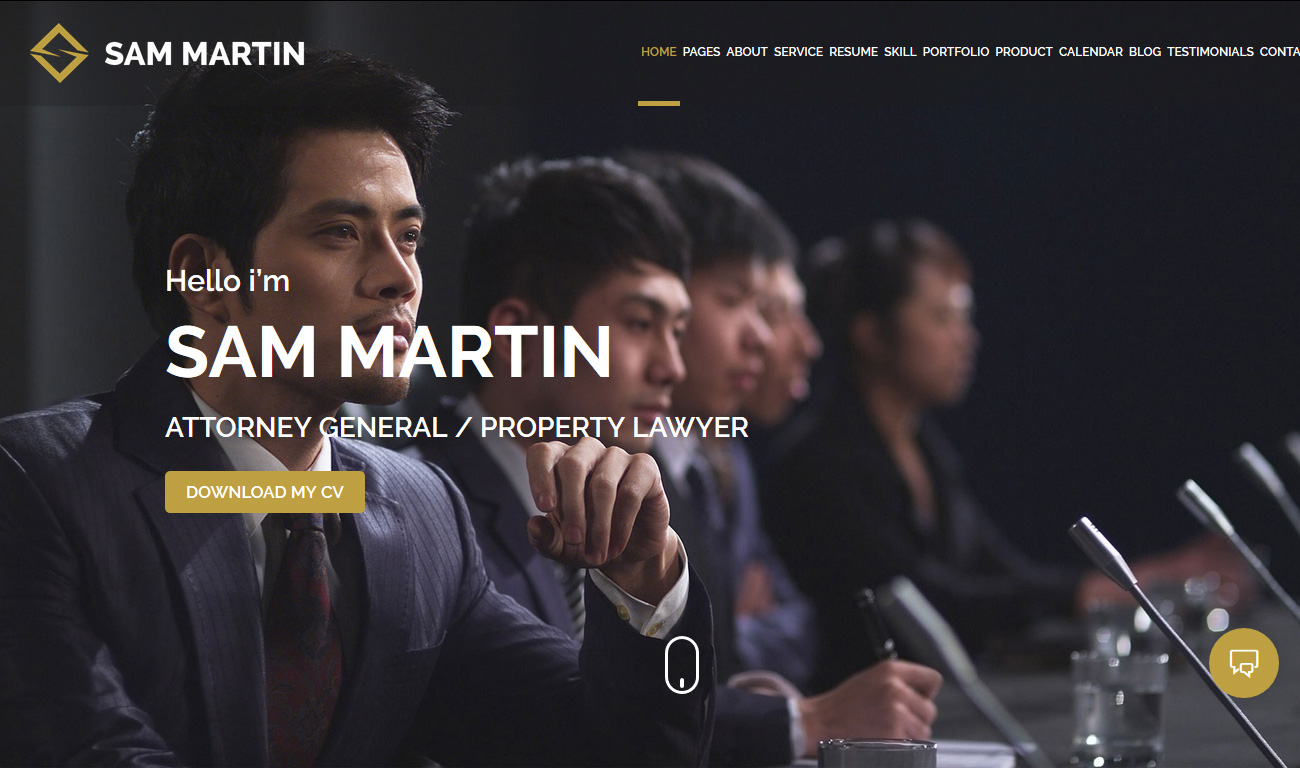 SAM MARTIN
HOME PAGES ABOUT SERVICE RESUME SKILL PORTFOLIO PRODUCT CALENDAR BLOG TESTIMONIALS CONTA
Hello i'm
SAM MARTIN
ATTORNEY GENERAL / PROPERTY LAWYER
DOWNLOAD MY CV